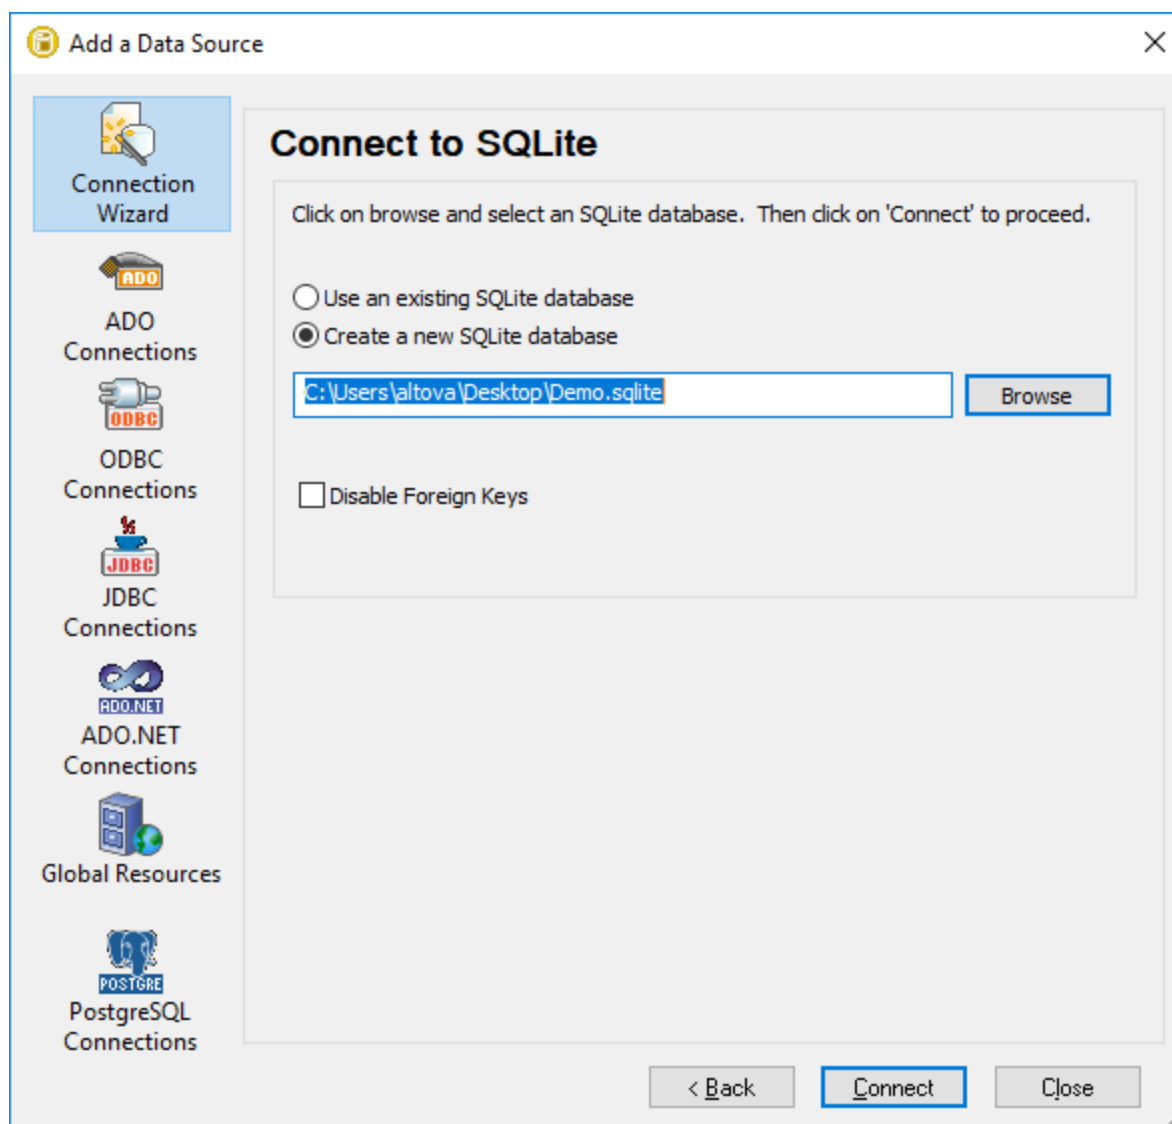 Add a Data Source
Connection
Wizard
ADO
ADO
Connections
ODBC
ODBC
Connections
JDBC
JDBC
Connections
ADO.NET
ADO.NET
Connections
Global Resources
POSTGRE
PostgreSQL
Connections
Connect to SQLite
Click on browse and select an SQLite database.  Then click on 'Connect' to proceed.
Use an existing SQLite database
Create a new SQLite database
C:\Users\altova\Desktop\Demo.sqlite
Browse
Disable Foreign Keys
< Back
Connect
Close